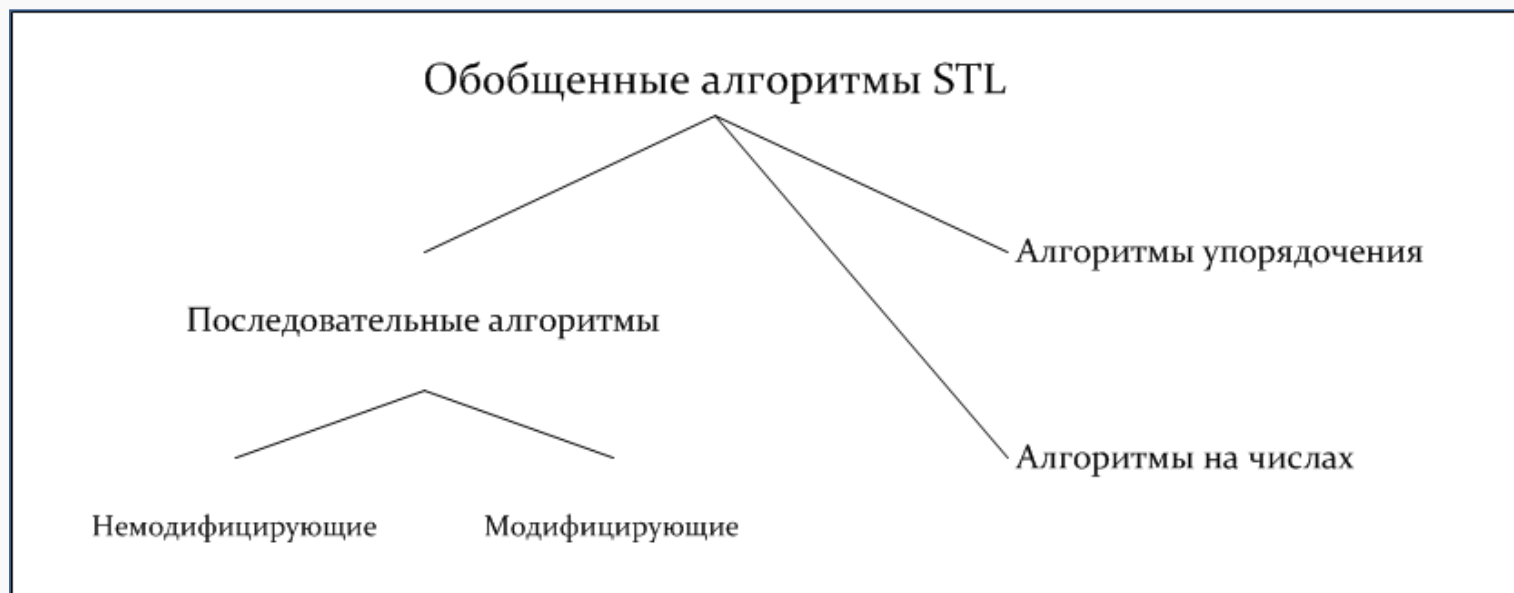 Обобщенные алгоритмы STL
Алгоритмы упорядочения
Последовательные алгоритмы
Алгоритмы на числах
Немодифицирующие
Модифицирующие